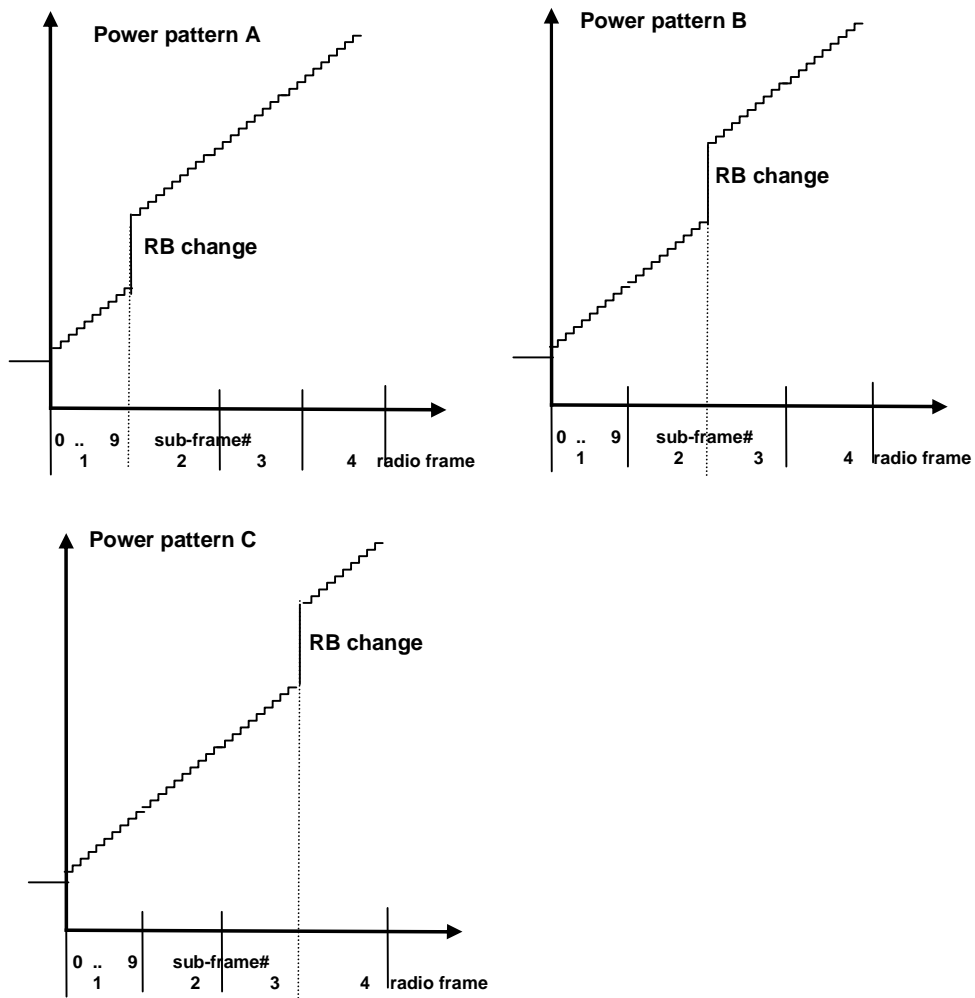 Power pattern A
RB change
0 .. 9 sub-frame#
1 2 3 4 radio frame
Power pattern B
RB change
0 .. 9 sub-frame#
1 2 3 4 radio frame
Power pattern C
RB change
0 .. 9 sub-frame#
1 2 3 4 radio frame